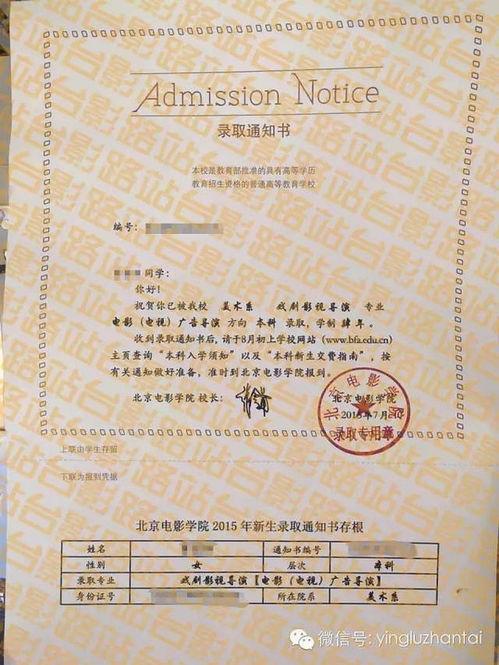 Admission Notice
录取通知书
本校是教育部批准的具有高等学历
教育招生资格的普通高等教育学校
编号:
同学:
你好!
祝贺你已被我校 美术系 戏剧影视导演 专业
电影(电视)广告导演 方向 本科 录取,学制 肆 年。
收到录取通知书后,请于8月初上学校网站(www.bfa.edu.cn)
主页查询“本科入学须知”以及“本科新生交费指南”,按
有关通知做好准备,准时到北京电影学院报到。
北京电影学院 校长:
北京电影学院
2015年7月
北京电影学院
录取专用章
上联由学生存留
下联为报到凭据
北京电影学院 2015 年新生录取通知书存根
姓名 通知书编号
性别 女 层次 本科
录取专业 戏剧影视导演【电影(电视)广告导演】
身份证号 所在院系 美术系
微信号: yingluzhantai
影路站台